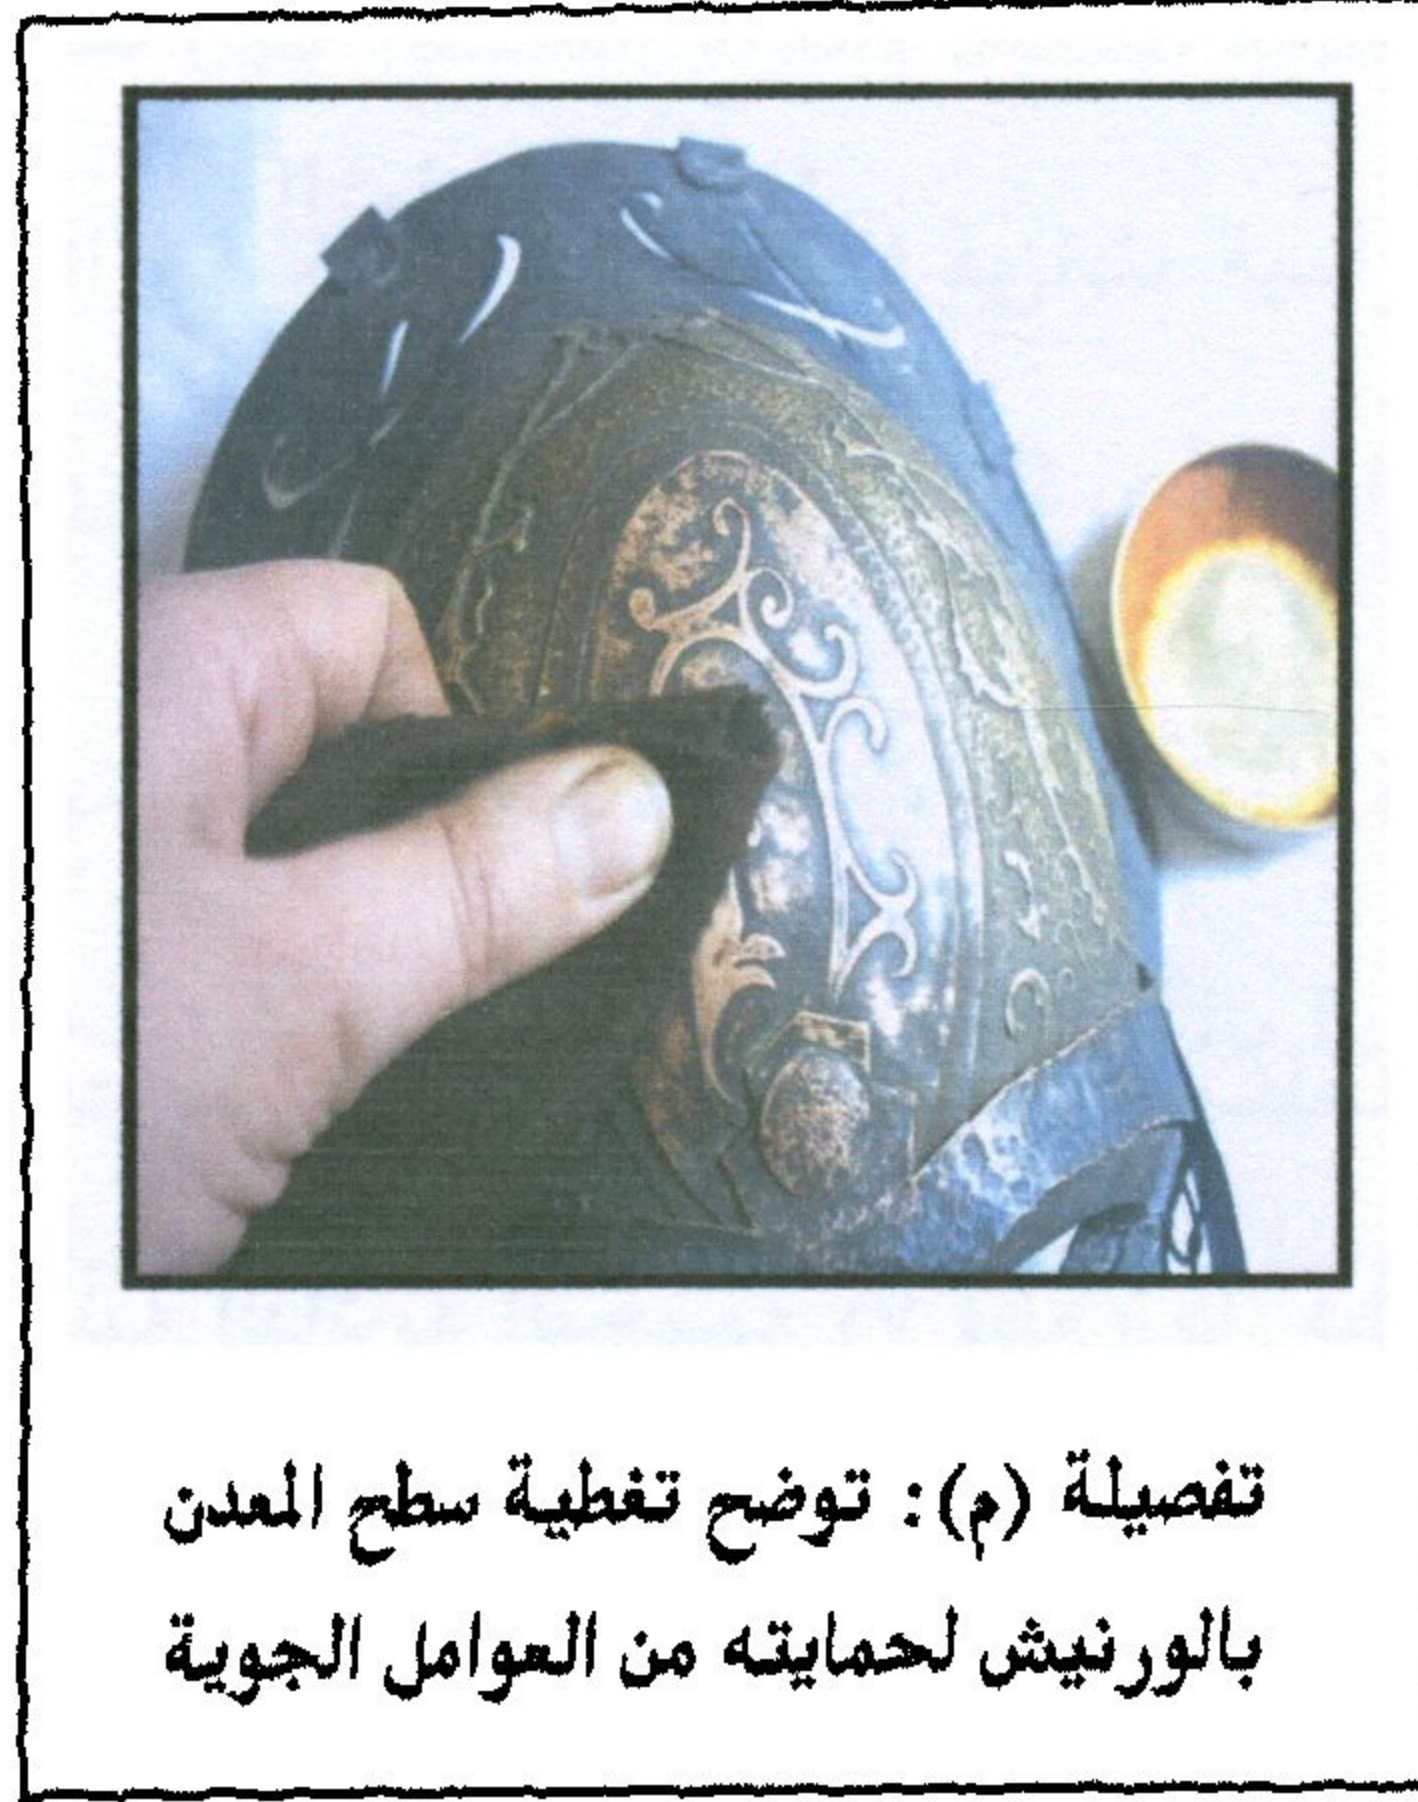 تفصيلة (م): توضح تغطية سطح المعدن
بالورنيش لحمايته من العوامل الجوية